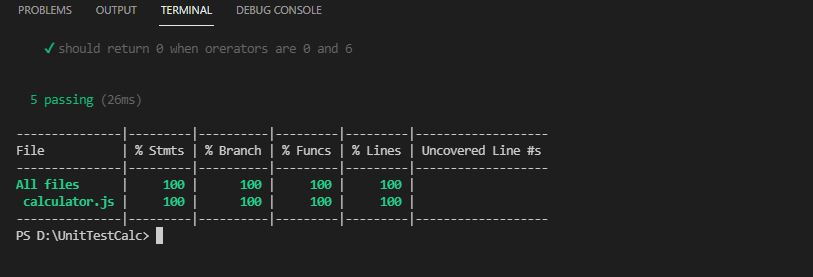 PROBLEMS OUTPUT TERMINAL DEBUG CONSOLE
✓ should return 0 when orerators are 0 and 6
5 passing (26ms)
---------------|---------|----------|---------|---------|-------------------
File           | % Stmts | % Branch | % Funcs | % Lines | Uncovered Line #s
---------------|---------|----------|---------|---------|-------------------
All files      |     100 |      100 |     100 |     100 |
 calculator.js |     100 |      100 |     100 |     100 |
---------------|---------|----------|---------|---------|-------------------
PS D:\UnitTestCalc>